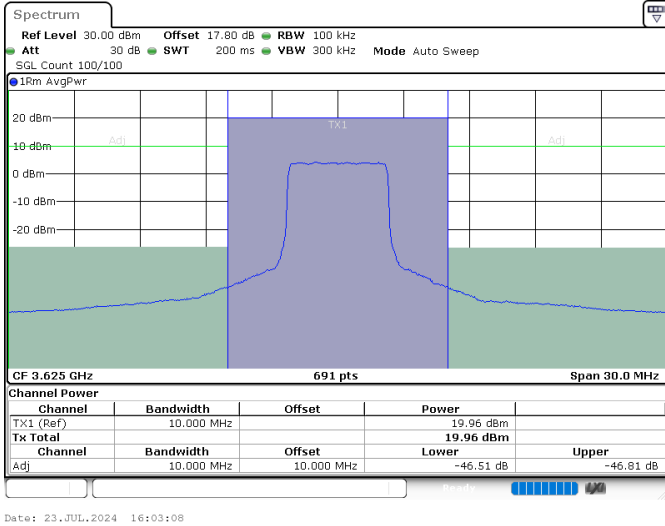 Spectrum
Ref Level 30.00 dBm Offset 17.80 dB RBW 100 kHz
Att 30 dB SWT 200 ms VBW 300 kHz Mode Auto Sweep
SGL Count 100/100
1Rm AvgPwr
20 dBm
TX1
Adj
Adj
10 dBm
0 dBm
-10 dBm
-20 dBm
CF 3.625 GHz 691 pts Span 30.0 MHz
Channel Power
Channel Bandwidth Offset Power
TX1 (Ref) 10.000 MHz 19.96 dBm
Tx Total 19.96 dBm
Channel Bandwidth Offset Lower Upper
Adj 10.000 MHz 10.000 MHz -46.51 dB -46.81 dB
Ready
Date: 23.JUL.2024 16:03:08